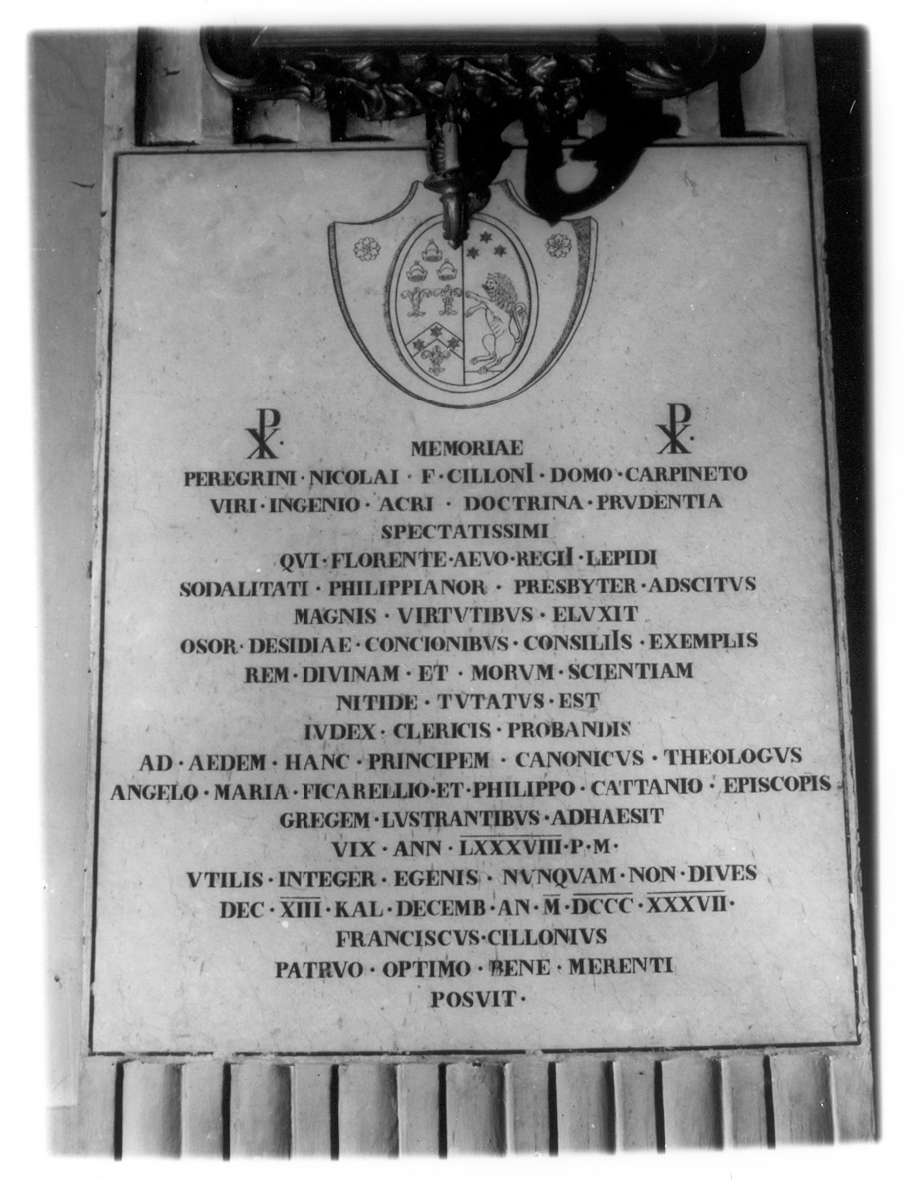 ☧· MEMORIAE ☧·
PEREGRINI · NICOLAI · F · CILLONI · DOMO · CARPINETO
VIRI · INGENIO · ACRI · DOCTRINA · PRVDENTIA
SPECTATISSIMI
QVI · FLORENTE · AEVO · REGII · LEPIDI
SODALITATI · PHILIPPIANOR · PRESBYTER · ADSCITVS
MAGNIS · VIRTVTIBVS · ELVXIT
OSOR · DESIDIAE · CONCIONIBVS · CONSILIIS · EXEMPLIS
REM · DIVINAM · ET · MORVM · SCIENTIAM
NITIDE · TVTATVS · EST
IVDEX · CLERICIS · PROBANDIS
AD · AEDEM · HANC · PRINCIPEM · CANONICVS · THEOLOGVS
ANGELO · MARIA · FICARELLIO · ET · PHILIPPO · CATTANIO · EPISCOPIS
GREGEM · LVSTRANTIBVS · ADHAESIT
VIX · ANN · LXXXVIII · P · M ·
VTILIS · INTEGER · EGENIS · NVNQVAM · NON · DIVES
DEC · XIII · KAL · DECEMB · AN · M · DCCC · XXXVII ·
FRANCISCVS · CILLONIVS
PATRVO · OPTIMO · BENE · MERENTI
POSVIT ·